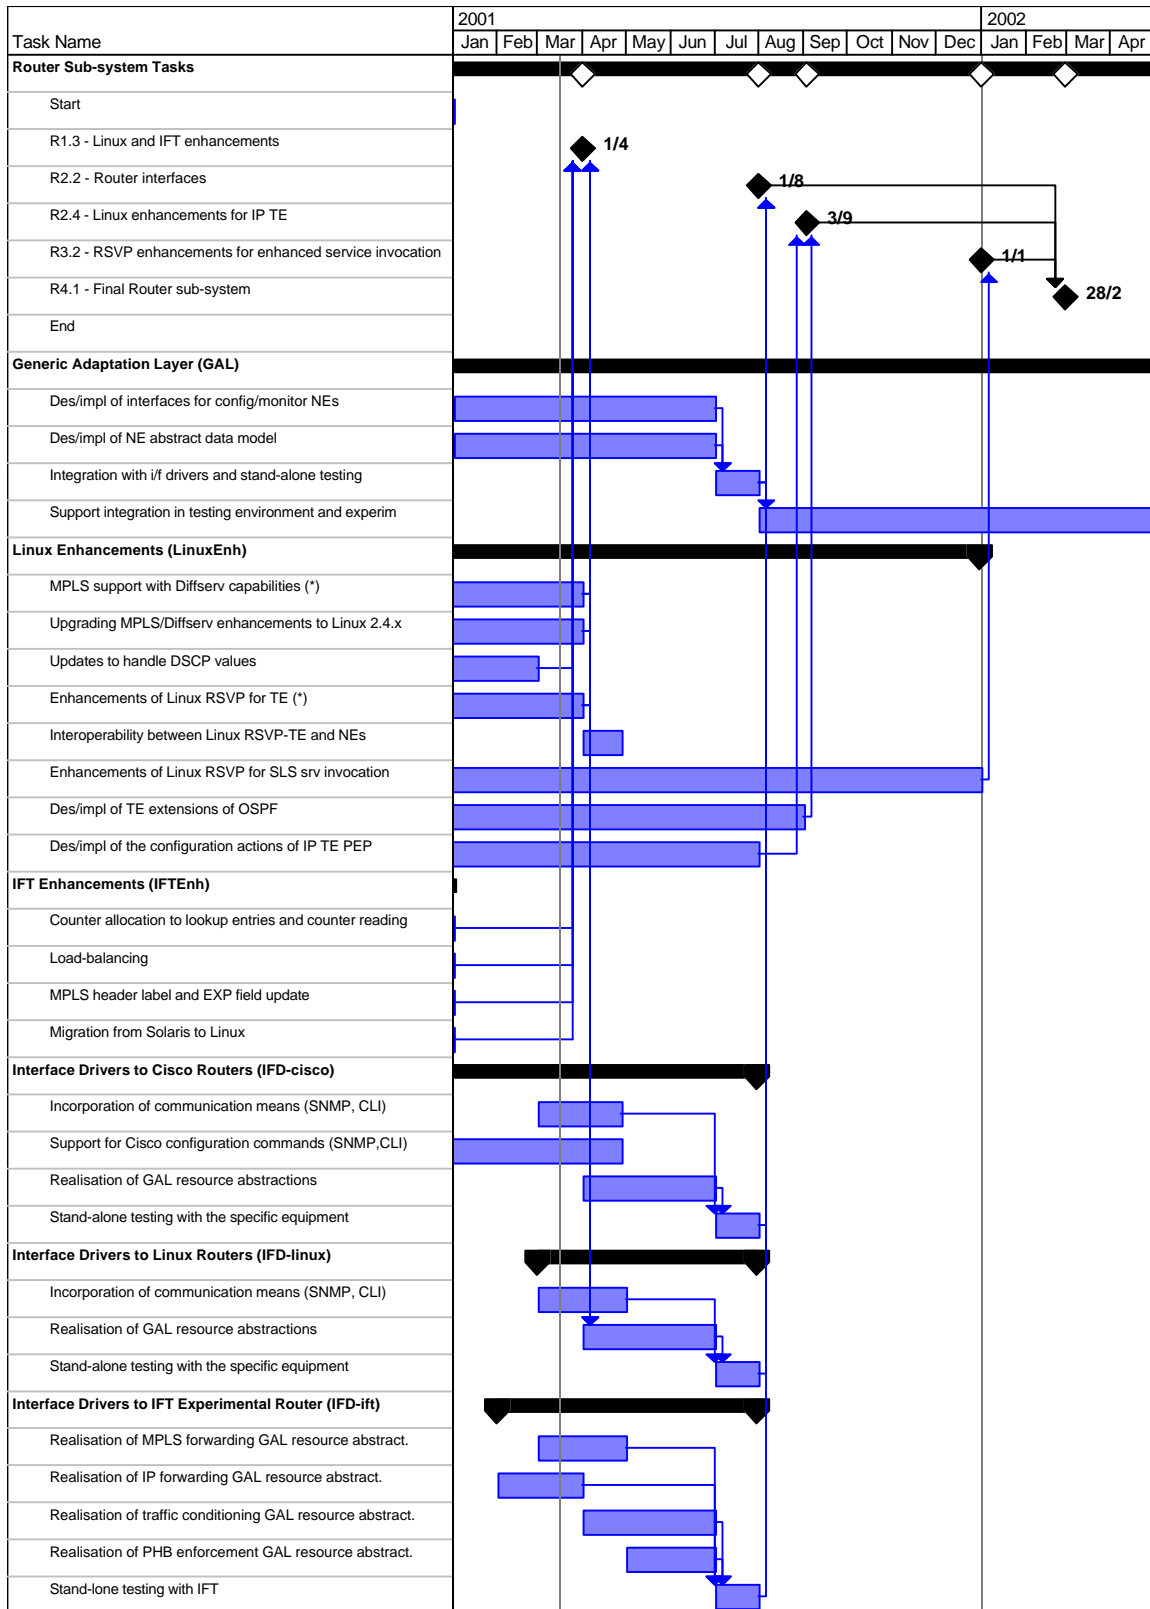 2001 2002
Task Name Jan Feb Mar Apr May Jun Jul Aug Sep Oct Nov Dec Jan Feb Mar Apr
Router Sub-system Tasks
Start
R1.3 - Linux and IFT enhancements 1/4
R2.2 - Router interfaces 1/8
R2.4 - Linux enhancements for IP TE 3/9
R3.2 - RSVP enhancements for enhanced service invocation 1/1
R4.1 - Final Router sub-system 28/2
End
Generic Adaptation Layer (GAL)
Des/impl of interfaces for config/monitor NEs
Des/impl of NE abstract data model
Integration with i/f drivers and stand-alone testing
Support integration in testing environment and experim
Linux Enhancements (LinuxEnh)
MPLS support with Diffserv capabilities (*)
Upgrading MPLS/Diffserv enhancements to Linux 2.4.x
Updates to handle DSCP values
Enhancements of Linux RSVP for TE (*)
Interoperability between Linux RSVP-TE and NEs
Enhancements of Linux RSVP for SLS srv invocation
Des/impl of TE extensions of OSPF
Des/impl of the configuration actions of IP TE PEP
IFT Enhancements (IFTEnh)
Counter allocation to lookup entries and counter reading
Load-balancing
MPLS header label and EXP field update
Migration from Solaris to Linux
Interface Drivers to Cisco Routers (IFD-cisco)
Incorporation of communication means (SNMP, CLI)
Support for Cisco configuration commands (SNMP,CLI)
Realisation of GAL resource abstractions
Stand-alone testing with the specific equipment
Interface Drivers to Linux Routers (IFD-linux)
Incorporation of communication means (SNMP, CLI)
Realisation of GAL resource abstractions
Stand-alone testing with the specific equipment
Interface Drivers to IFT Experimental Router (IFD-ift)
Realisation of MPLS forwarding GAL resource abstract.
Realisation of IP forwarding GAL resource abstract.
Realisation of traffic conditioning GAL resource abstract.
Realisation of PHB enforcement GAL resource abstract.
Stand-lone testing with IFT